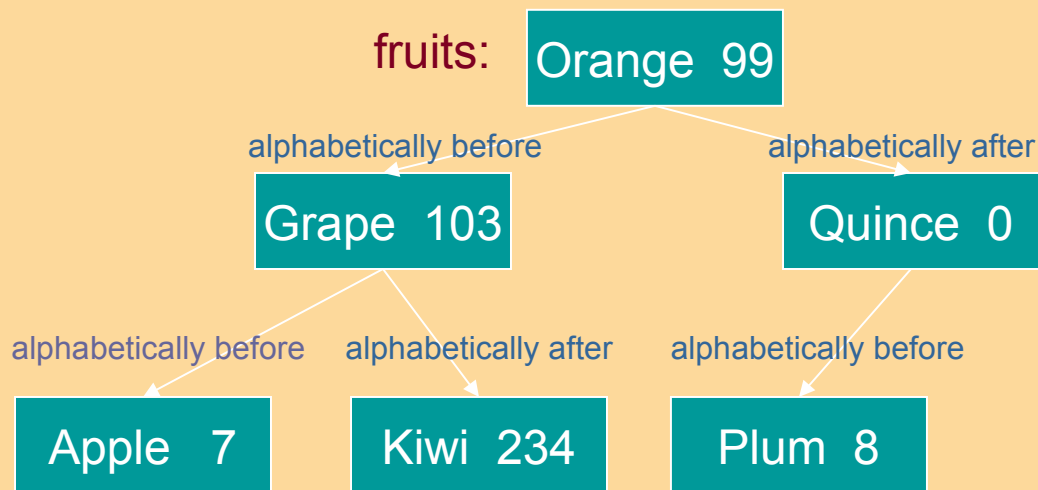 fruits:
Orange 99
alphabetically before
alphabetically after
Grape 103
Quince 0
alphabetically before
alphabetically after
alphabetically before
Apple 7
Kiwi 234
Plum 8